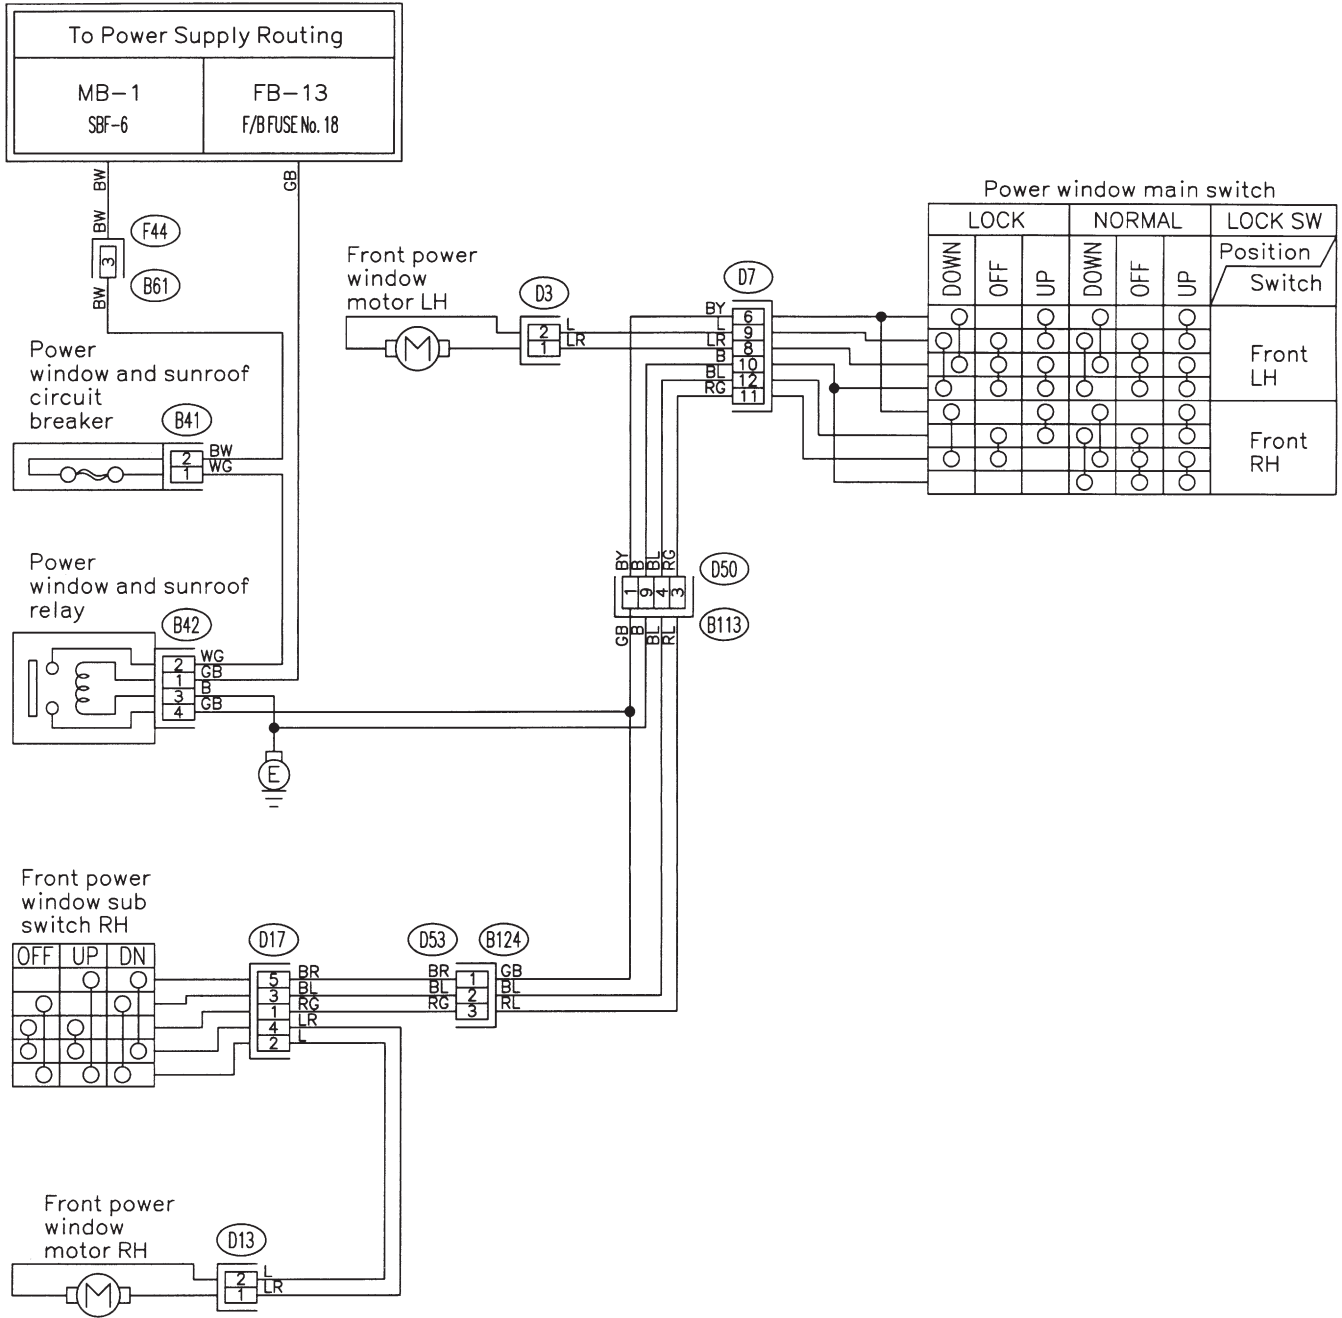 To Power Supply Routing
MB-1
SBF-6
FB-13
F/B FUSE No. 18
BW
GB
BW
F44
3
B61
BW
Power
window and sunroof
circuit
breaker
B41
2
BW
1
WG
Power
window and sunroof
relay
B42
2
WG
1
GB
3
B
4
GB
E
Front power
window
motor LH
M
D3
2
L
1
LR
D7
BY
6
L
9
LR
8
B
10
BL
12
RG
11
Power window main switch
LOCK
NORMAL
LOCK SW
DOWN
OFF
UP
DOWN
OFF
UP
Position
Switch
Front
LH
Front
RH
BY
B
BL
RG
D50
1
9
4
3
B113
GB
B
BL
RL
Front power
window sub
switch RH
OFF
UP
DN
D17
5
BR
3
BL
1
RG
4
LR
2
L
D53
B124
BR
1
GB
BL
2
BL
RG
3
RL
Front power
window
motor RH
M
D13
2
L
1
LR